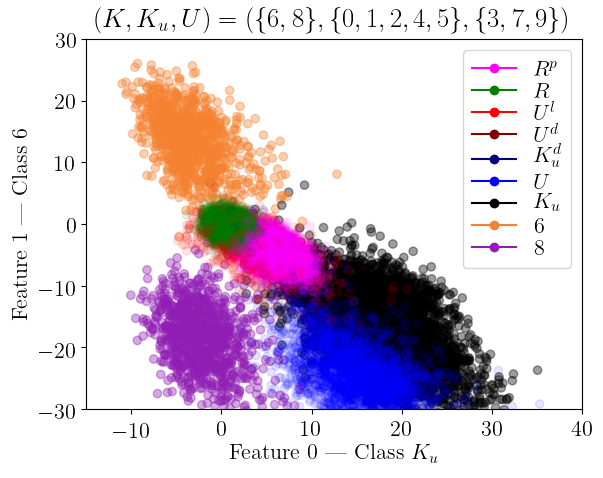 (K, K_u, U) = ({6, 8}, {0, 1, 2, 4, 5}, {3, 7, 9})
30
20
10
0
−10
−20
−30
Feature 1 — Class 6
R^p
R
U^l
U^d
K_u^d
U
K_u
6
8
−10 0 10 20 30 40
Feature 0 — Class K_u